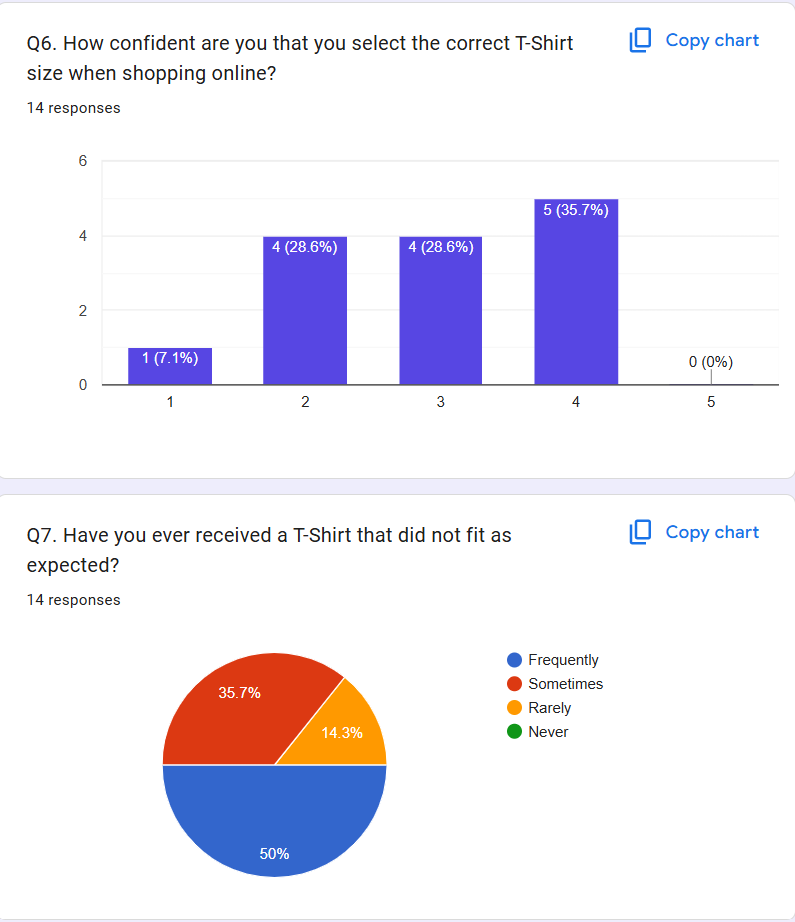 Q6. How confident are you that you select the correct T-Shirt
size when shopping online?
Copy chart
14 responses
6
4
2
0
1 (7.1%)
4 (28.6%)
4 (28.6%)
5 (35.7%)
0 (0%)
1
2
3
4
5
Q7. Have you ever received a T-Shirt that did not fit as
expected?
Copy chart
14 responses
35.7%
14.3%
50%
Frequently
Sometimes
Rarely
Never